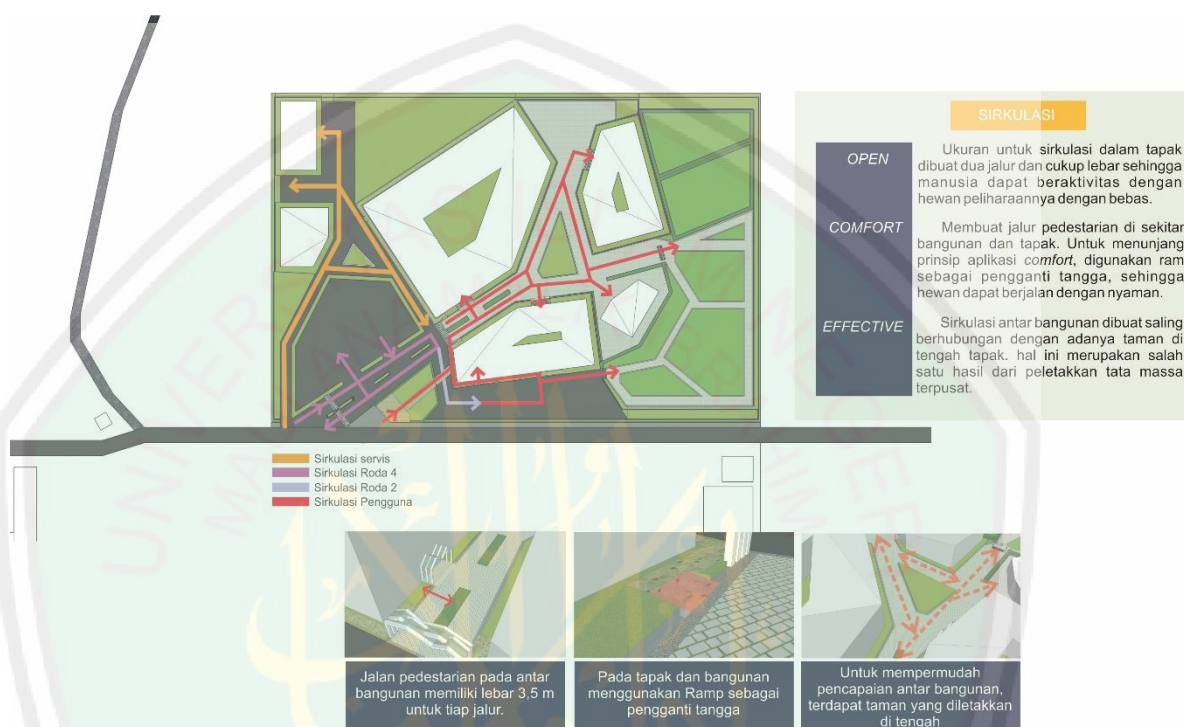 SIRKULASI
OPEN
Ukuran untuk sirkulasi dalam tapak
dibuat dua jalur dan cukup lebar sehingga
manusia dapat beraktivitas dengan
hewan peliharaannya dengan bebas.
COMFORT
Membuat jalur pedestarian di sekitar
bangunan dan tapak. Untuk menunjang
prinsip aplikasi comfort, digunakan ram
sebagai pengganti tangga, sehingga
hewan dapat berjalan dengan nyaman.
EFFECTIVE
Sirkulasi antar bangunan dibuat saling
berhubungan dengan adanya taman di
tengah tapak. hal ini merupakan salah
satu hasil dari peletakkan tata massa
terpusat.
Sirkulasi servis
Sirkulasi Roda 4
Sirkulasi Roda 2
Sirkulasi Pengguna
Jalan pedestarian pada antar
bangunan memiliki lebar 3,5 m
untuk tiap jalur.
Pada tapak dan bangunan
menggunakan Ramp sebagai
pengganti tangga
Untuk mempermudah
pencapaian antar bangunan,
terdapat taman yang diletakkan
di tengah